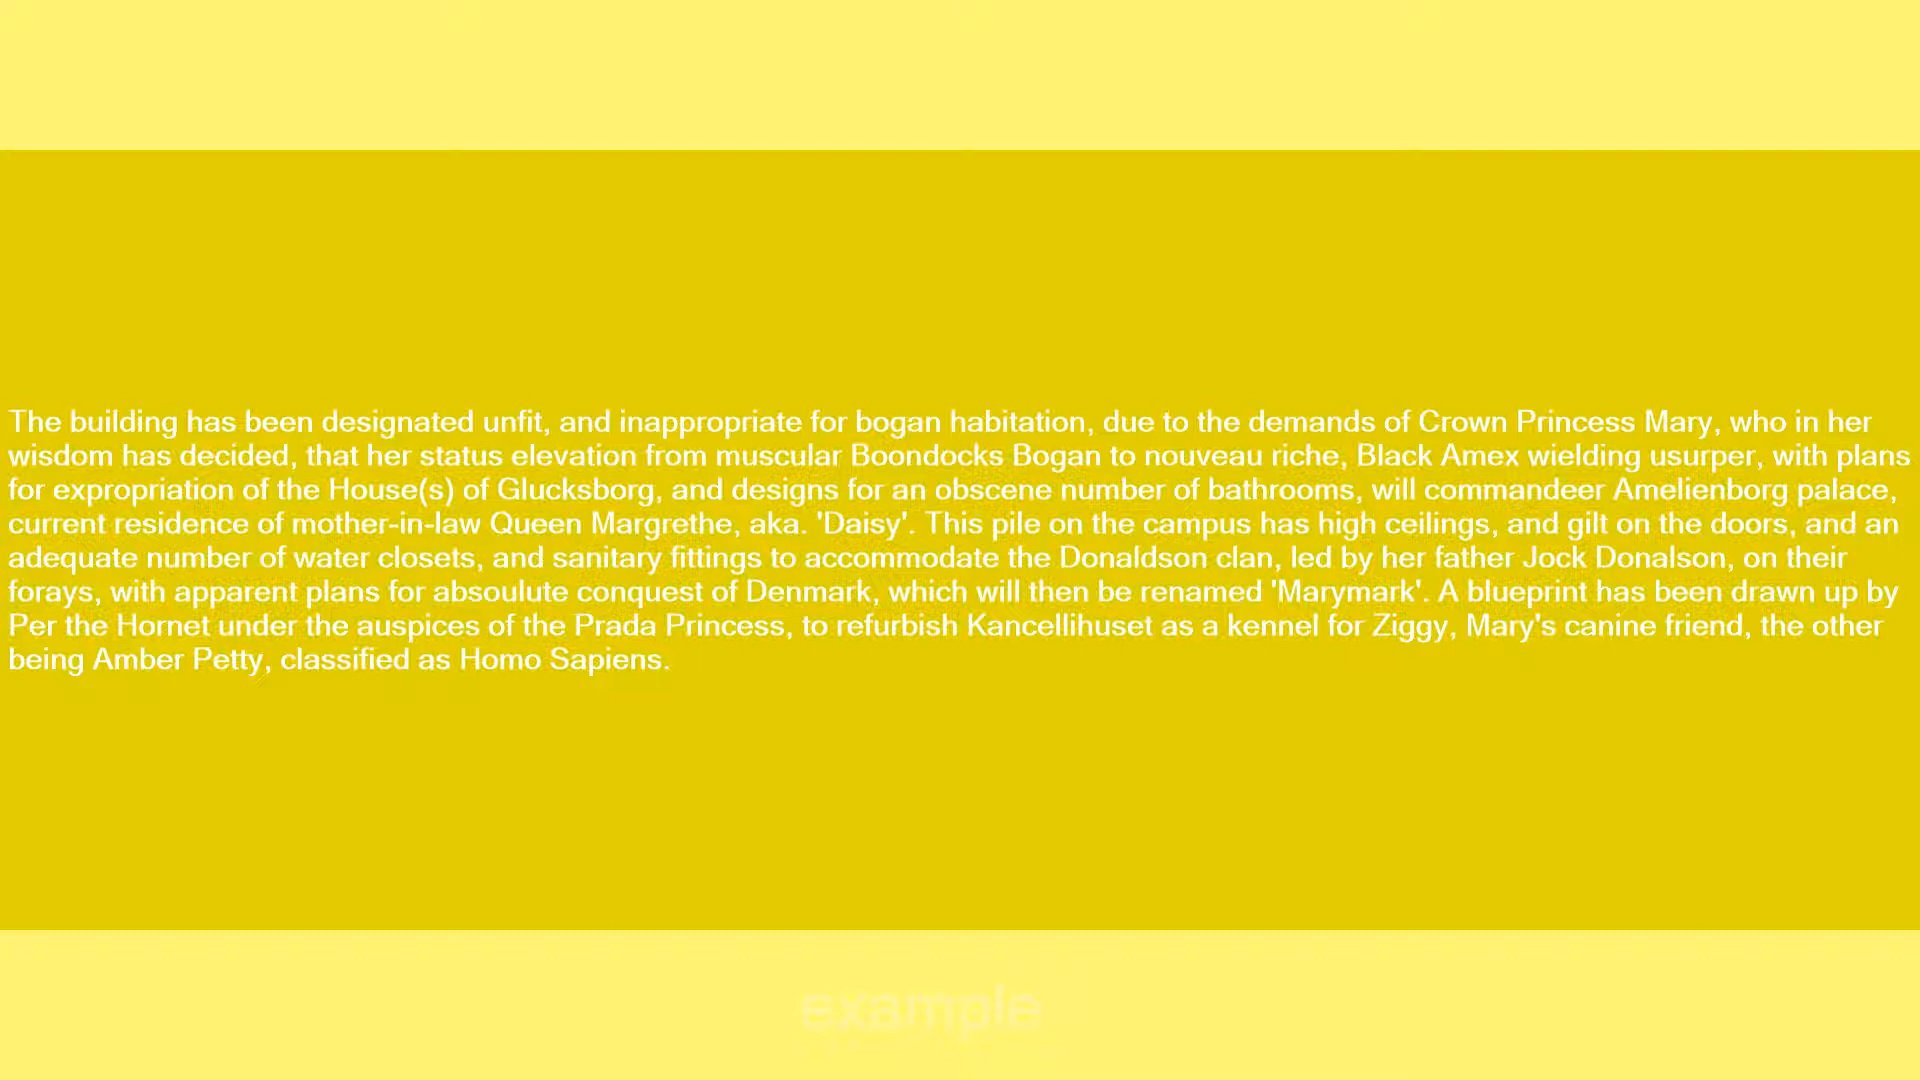 The building has been designated unfit, and inappropriate for bogan habitation, due to the demands of Crown Princess Mary, who in her
wisdom has decided, that her status elevation from muscular Boondocks Bogan to nouveau riche, Black Amex wielding usurper, with plans
for expropriation of the House(s) of Glucksborg, and designs for an obscene number of bathrooms, will commandeer Amelienborg palace,
current residence of mother-in-law Queen Margrethe, aka. 'Daisy'. This pile on the campus has high ceilings, and gilt on the doors, and an
adequate number of water closets, and sanitary fittings to accommodate the Donaldson clan, led by her father Jock Donalson, on their
forays, with apparent plans for absoulute conquest of Denmark, which will then be renamed 'Marymark'. A blueprint has been drawn up by
Per the Hornet under the auspices of the Prada Princess, to refurbish Kancellihuset as a kennel for Ziggy, Mary's canine friend, the other
being Amber Petty, classified as Homo Sapiens.
example